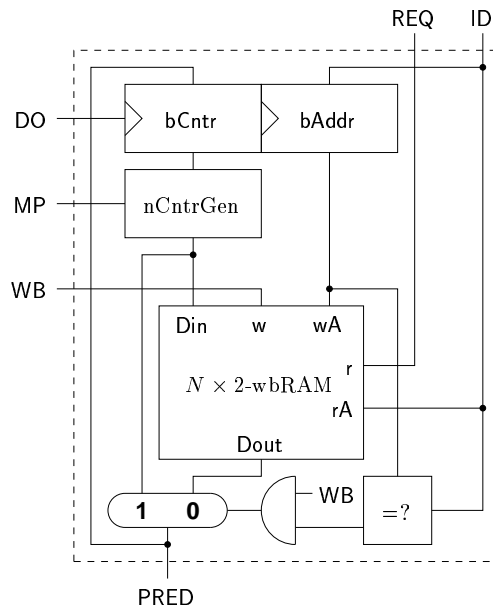 REQ ID
DO bCntr bAddr
MP nCntrGen
WB
Din w wA
r
N × 2-wbRAM
rA
Dout
WB
1 0 =?
PRED